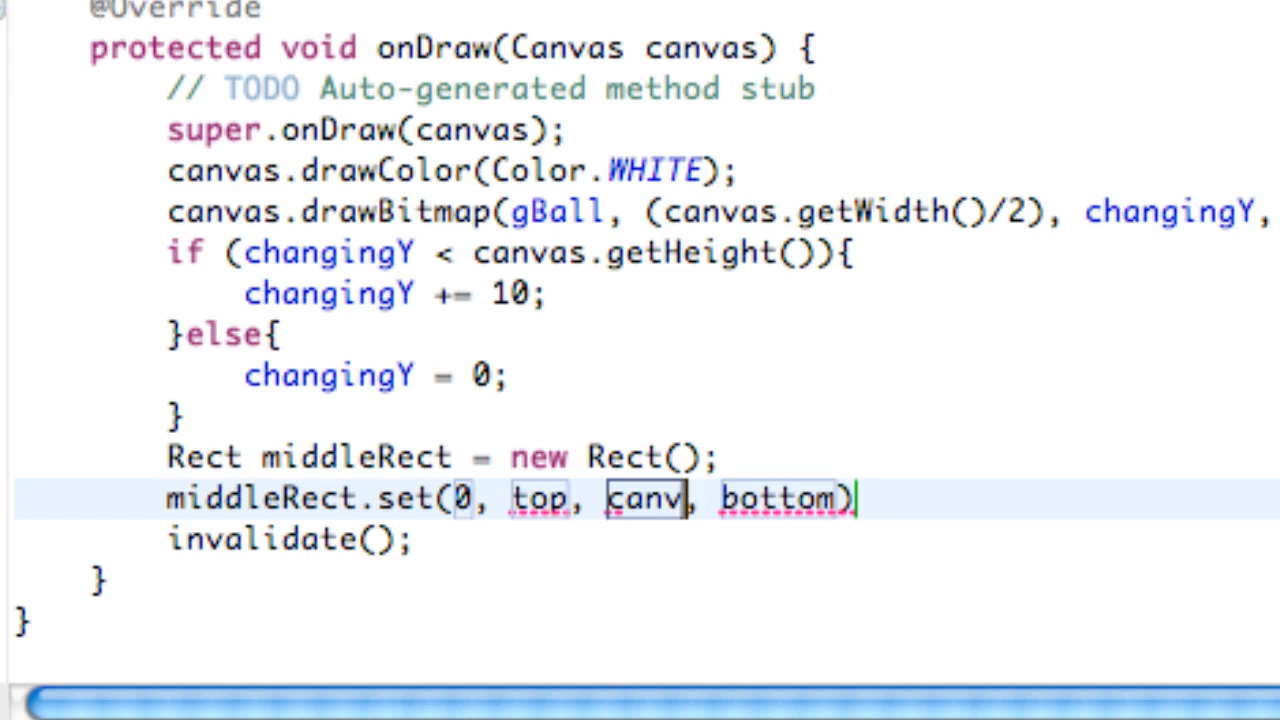 @Override
protected void onDraw(Canvas canvas) {
// TODO Auto-generated method stub
super.onDraw(canvas);
canvas.drawColor(Color.WHITE);
canvas.drawBitmap(gBall, (canvas.getWidth()/2), changingY,
if (changingY < canvas.getHeight()){
changingY += 10;
}else{
changingY = 0;
}
Rect middleRect = new Rect();
middleRect.set(0, top, canv, bottom)
invalidate();
}
}